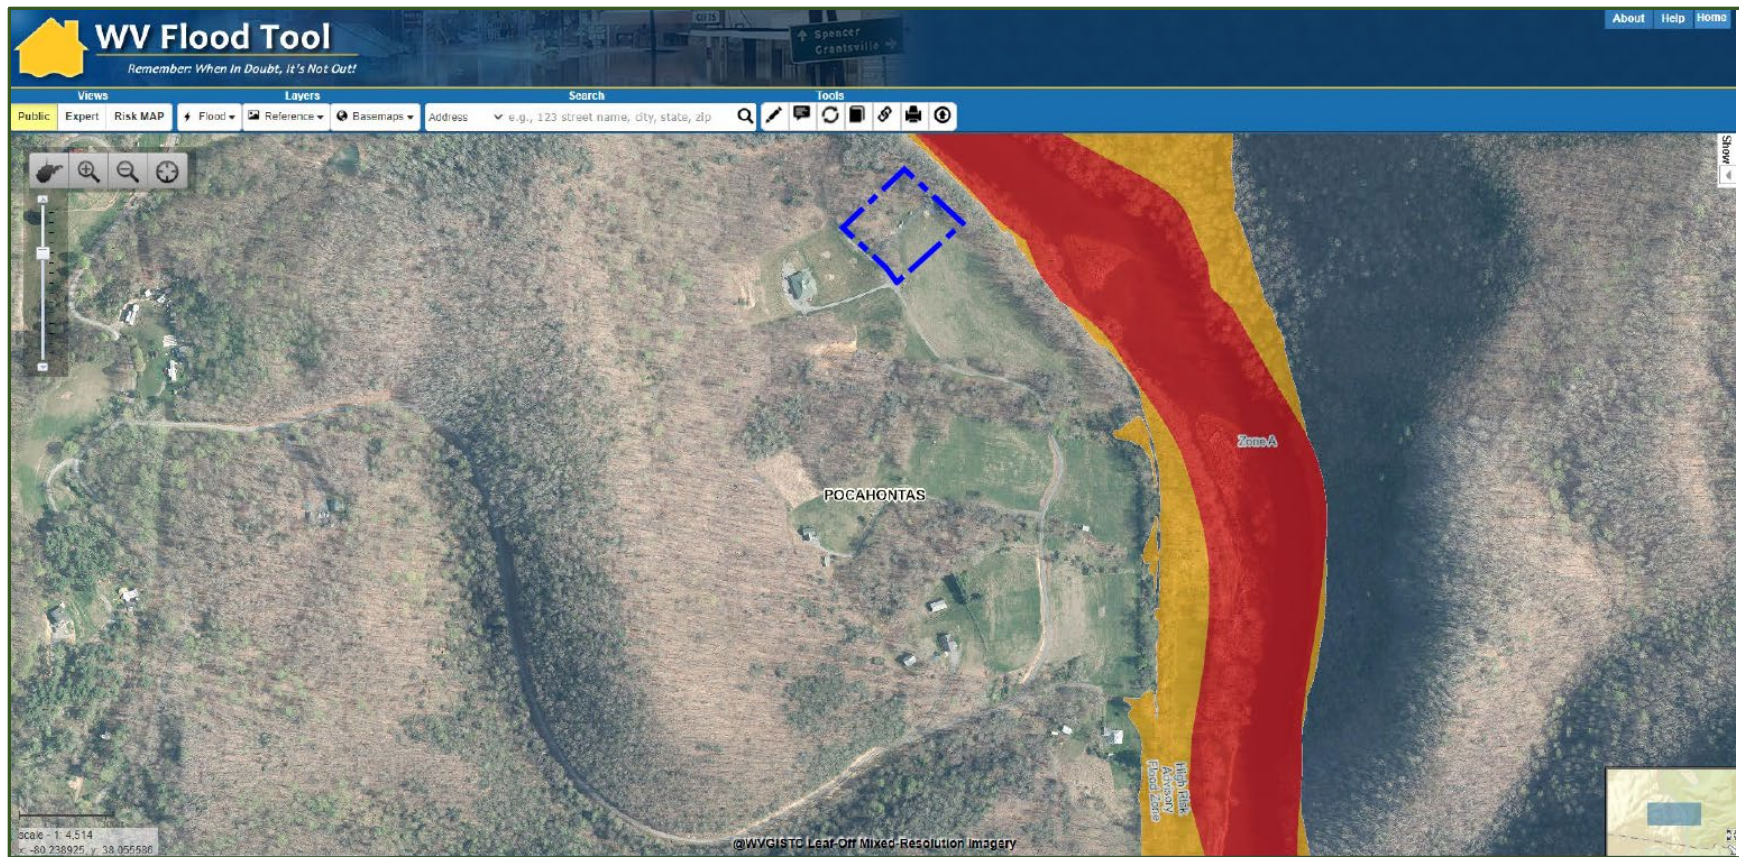 About Help Home
WV Flood Tool
Remember: When In Doubt, It's Not Out!
GIFTS
Spencer
Grantsville
Views Layers Search Tools
Public Expert Risk MAP Flood Reference Basemaps Address e.g., 123 street name, city, state, zip
Show
Zone A
POCAHONTAS
High Risk
Advisory
Flood Zone
scale - 1: 4,514
x: -80.238925, y: 38.055586
@WVGISTC Leaf-Off Mixed-Resolution Imagery